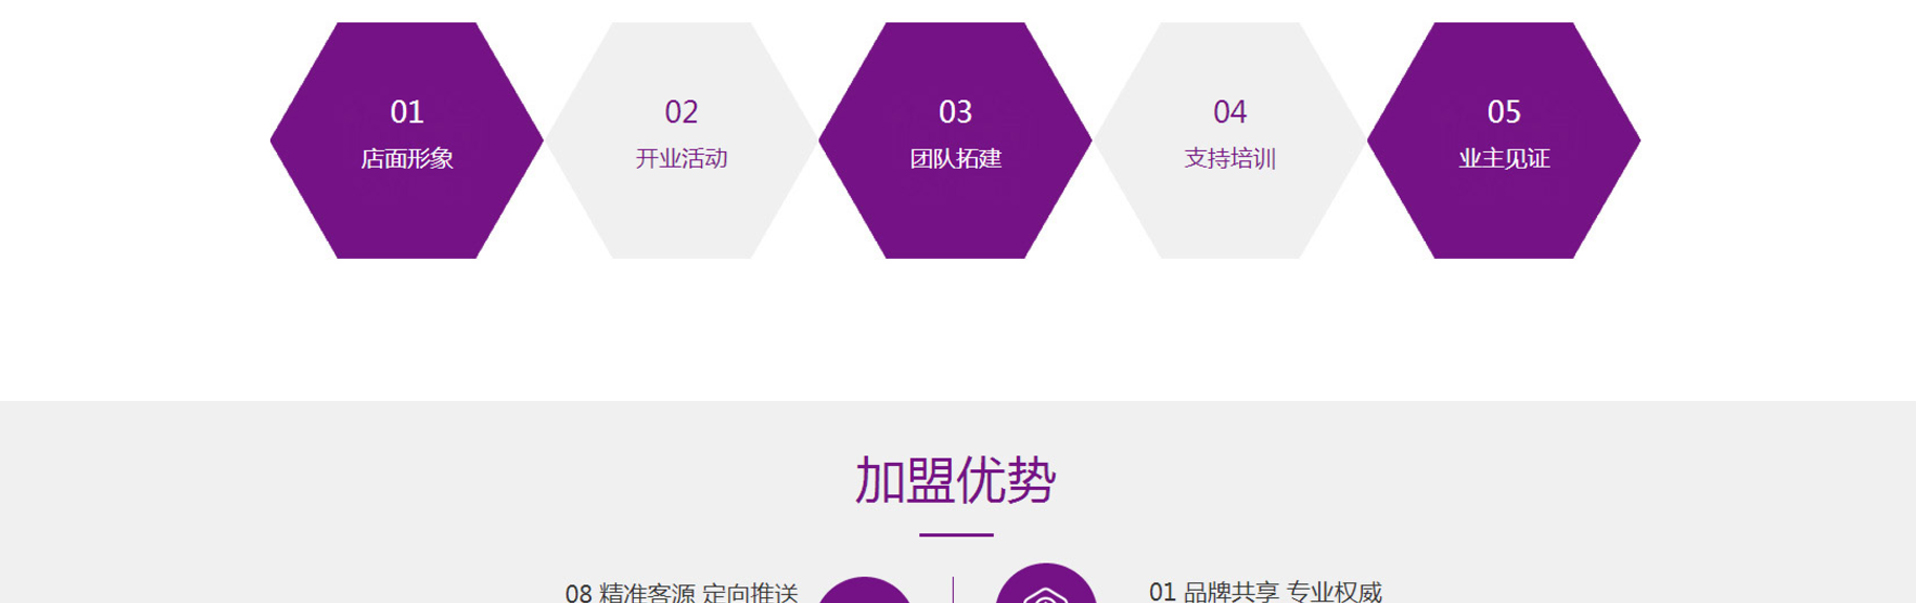 01
店面形象
02
开业活动
03
团队拓建
04
支持培训
05
业主见证
加盟优势
08 精准客源 定向推送
01 品牌共享 专业权威